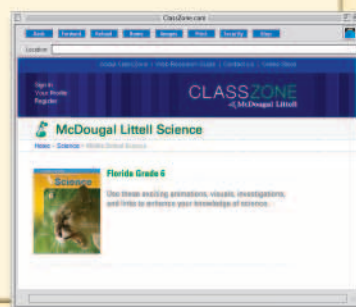 ClassZone.com
Back Forward Reload Home Images Print Security Stop
Location:
Sign In
Your Profile
Register
CLASSZONE
McDougal Littell
McDougal Littell Science
Home > Science >
Science
Florida Grade 6
Use these exciting animations, visuals, investigations,
and links to enhance your knowledge of science.